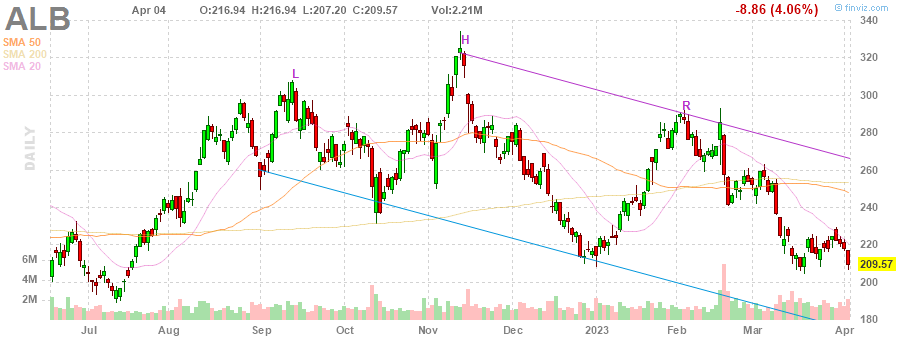 ALB
Apr 04 O:216.94 H:216.94 L:207.20 C:209.57 Vol:2.21M
-8.86 (4.06%)
© finviz.com
SMA 50
SMA 200
SMA 20
DAILY
L
H
R
340
320
300
280
260
240
220
209.57
200
180
6M
4M
2M
Jul Aug Sep Oct Nov Dec 2023 Feb Mar Apr